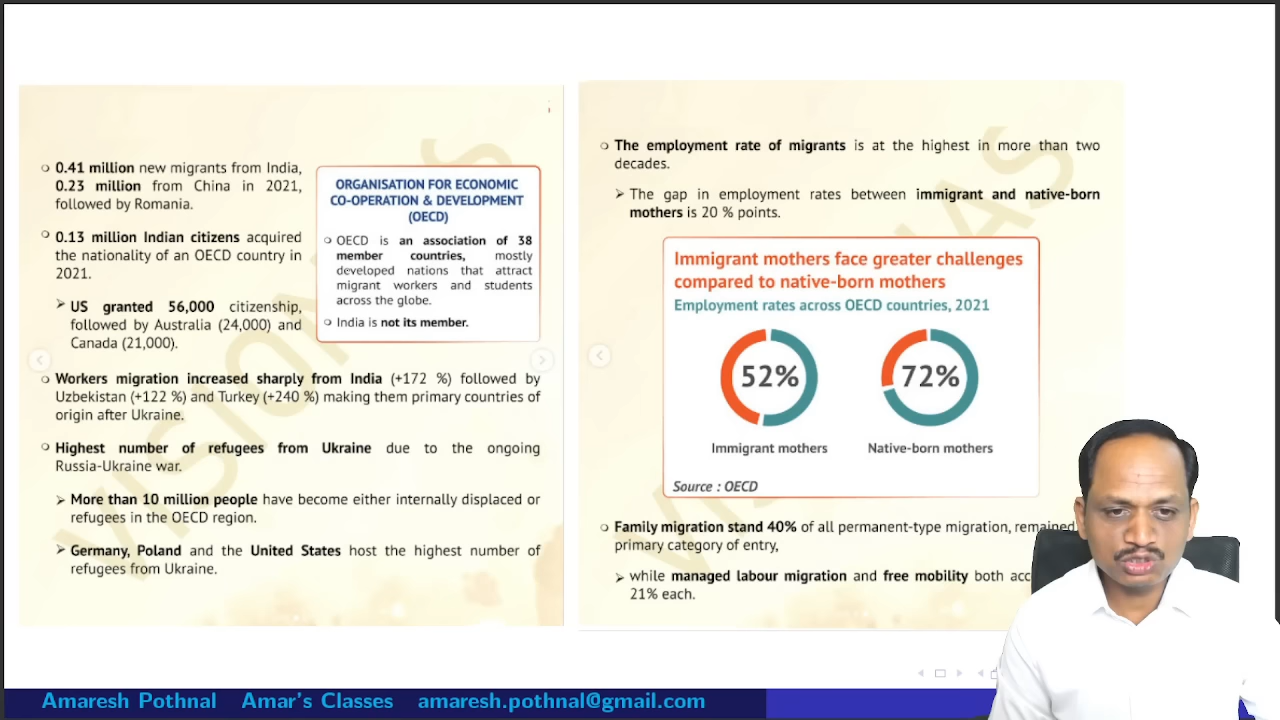 0.41 million new migrants from India,
0.23 million from China in 2021,
followed by Romania.
0.13 million Indian citizens acquired
the nationality of an OECD country in
2021.
US granted 56,000 citizenship,
followed by Australia (24,000) and
Canada (21,000).
ORGANISATION FOR ECONOMIC
CO-OPERATION & DEVELOPMENT
(OECD)
OECD is an association of 38
member countries, mostly
developed nations that attract
migrant workers and students
across the globe.
India is not its member.
Workers migration increased sharply from India (+172 %) followed by
Uzbekistan (+122 %) and Turkey (+240 %) making them primary countries of
origin after Ukraine.
Highest number of refugees from Ukraine due to the ongoing
Russia-Ukraine war.
More than 10 million people have become either internally displaced or
refugees in the OECD region.
Germany, Poland and the United States host the highest number of
refugees from Ukraine.
The employment rate of migrants is at the highest in more than two
decades.
The gap in employment rates between immigrant and native-born
mothers is 20 % points.
Immigrant mothers face greater challenges
compared to native-born mothers
Employment rates across OECD countries, 2021
52% 72%
Immigrant mothers Native-born mothers
Source : OECD
Family migration stand 40% of all permanent-type migration, remained
primary category of entry,
while managed labour migration and free mobility both
21% each.
Amaresh Pothnal Amar's Classes amaresh.pothnal@gmail.com